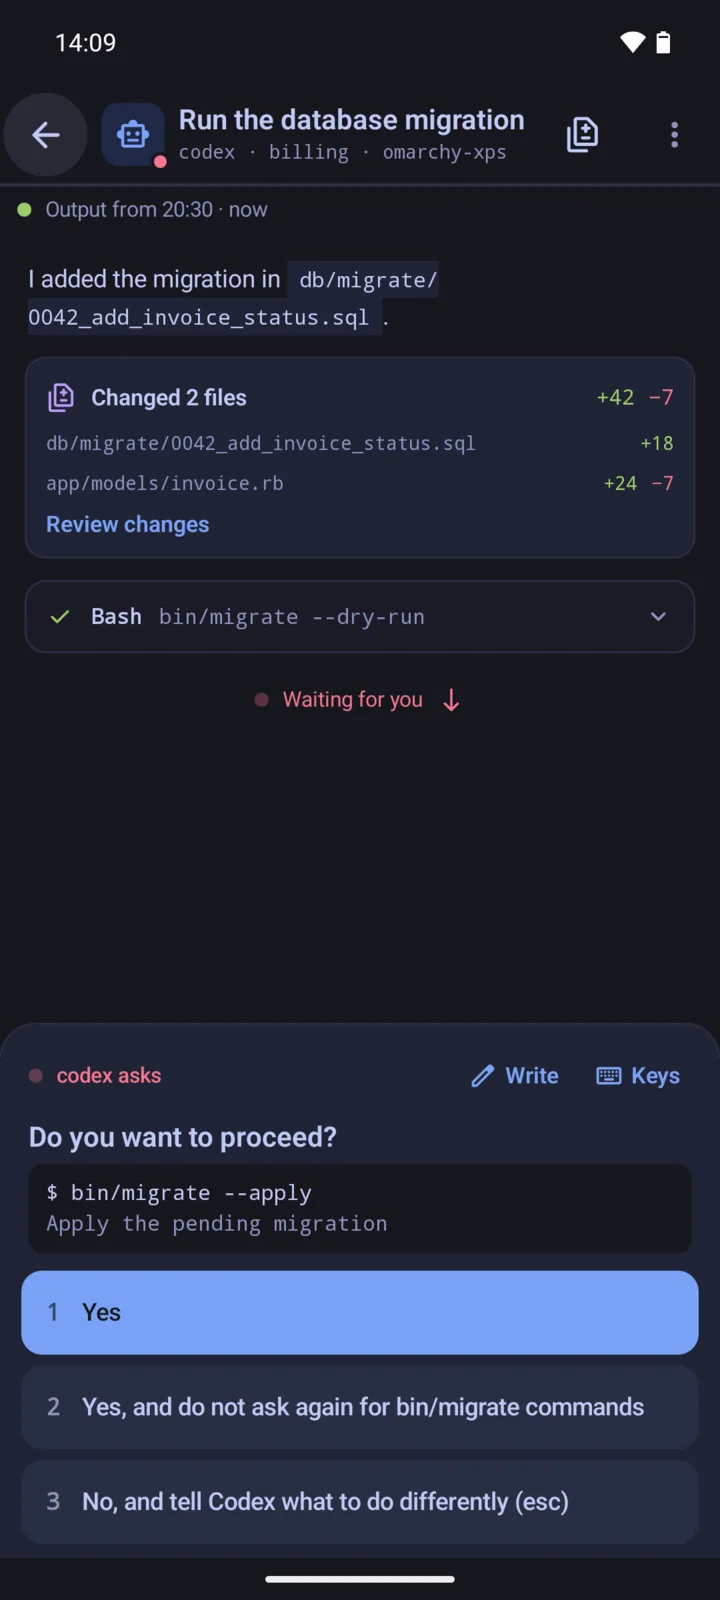 14:09
Run the database migration
codex · billing · omarchy-xps
Output from 20:30 · now
I added the migration in db/migrate/
0042_add_invoice_status.sql .
Changed 2 files +42 −7
db/migrate/0042_add_invoice_status.sql +18
app/models/invoice.rb +24 −7
Review changes
Bash bin/migrate --dry-run
Waiting for you
codex asks Write Keys
Do you want to proceed?
$ bin/migrate --apply
Apply the pending migration
1 Yes
2 Yes, and do not ask again for bin/migrate commands
3 No, and tell Codex what to do differently (esc)